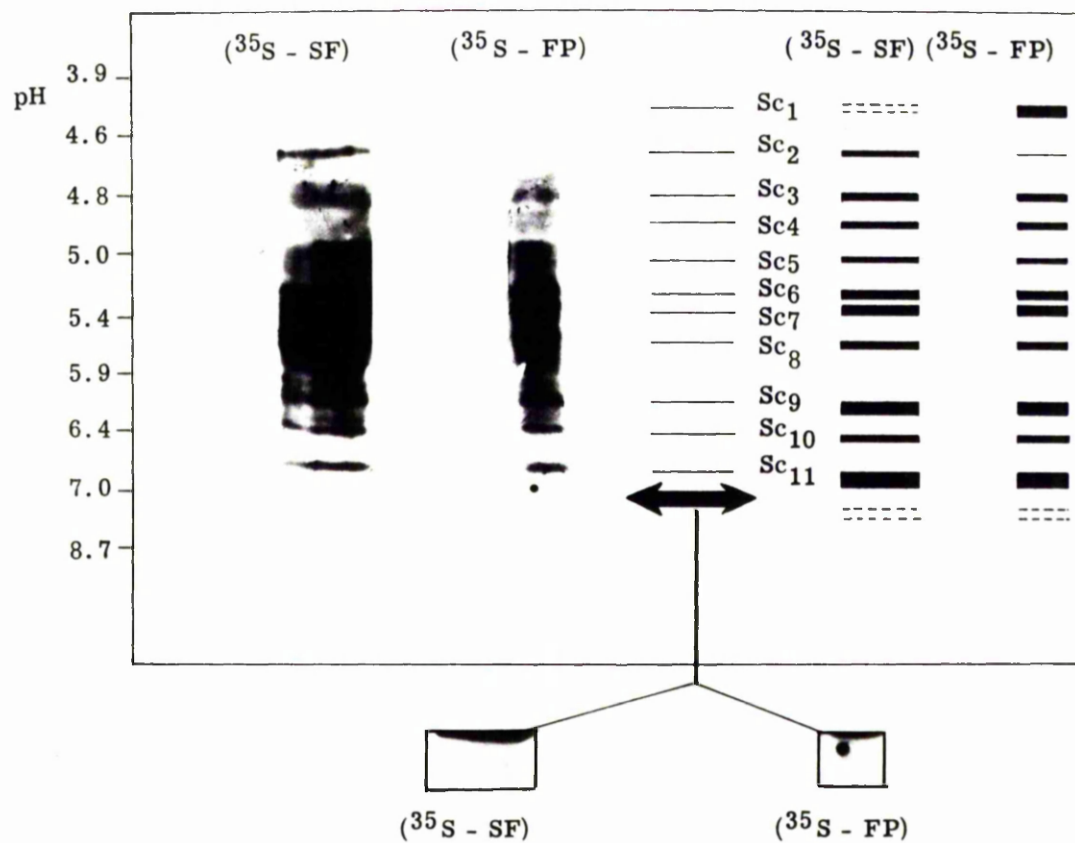 (³⁵S - SF) (³⁵S - FP) (³⁵S - SF) (³⁵S - FP)
pH
3.9
4.6
4.8
5.0
5.4
5.9
6.4
7.0
8.7
Sc₁
Sc₂
Sc₃
Sc₄
Sc₅
Sc₆
Sc₇
Sc₈
Sc₉
Sc₁₀
Sc₁₁
(³⁵S - SF) (³⁵S - FP)